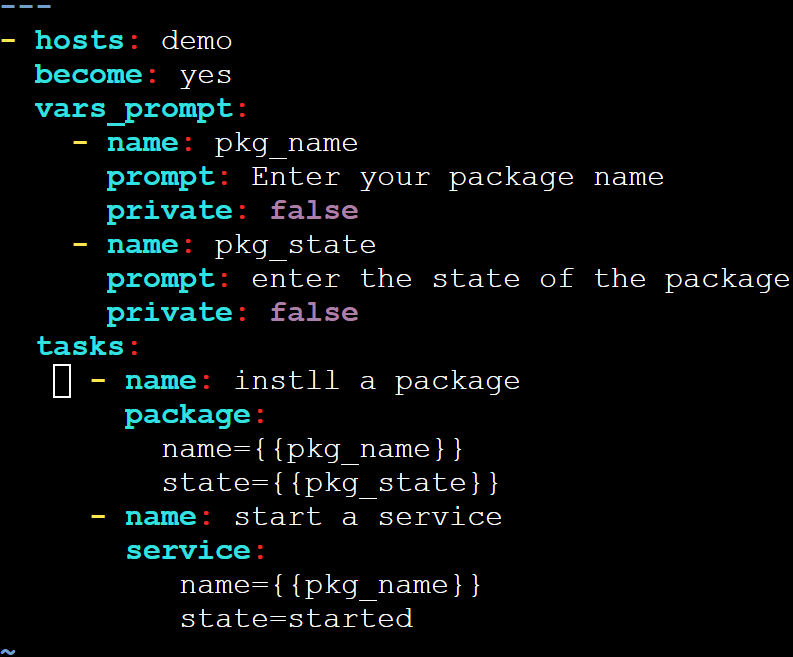 ---
- hosts: demo
  become: yes
  vars_prompt:
    - name: pkg_name
      prompt: Enter your package name
      private: false
    - name: pkg_state
      prompt: enter the state of the package
      private: false
  tasks:
     - name: instll a package
       package:
         name={{pkg_name}}
         state={{pkg_state}}
     - name: start a service
       service:
          name={{pkg_name}}
          state=started
~